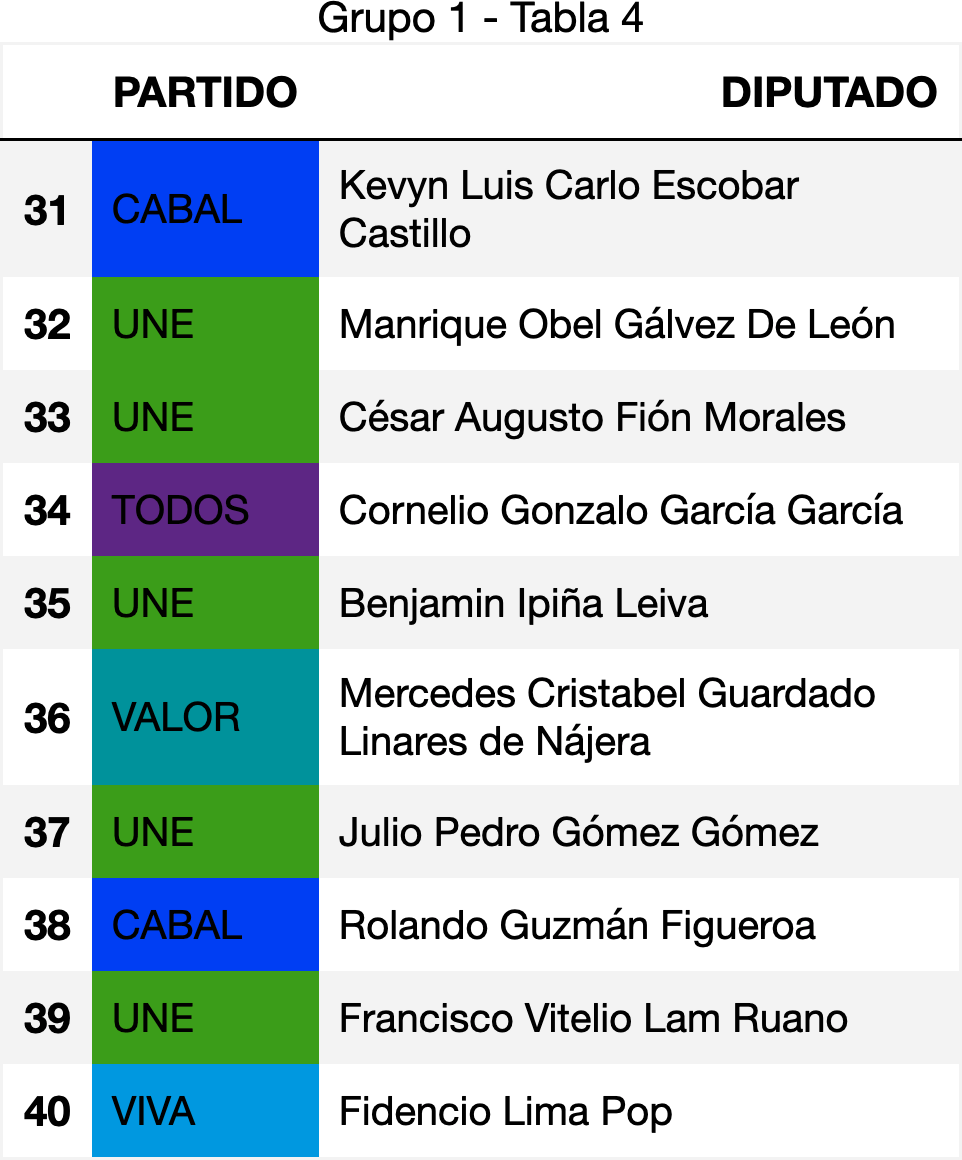 Grupo 1 - Tabla 4
PARTIDO DIPUTADO
31 CABAL Kevyn Luis Carlo Escobar
Castillo
32 UNE Manrique Obel Gálvez De León
33 UNE César Augusto Fión Morales
34 TODOS Cornelio Gonzalo García García
35 UNE Benjamin Ipiña Leiva
36 VALOR Mercedes Cristabel Guardado
Linares de Nájera
37 UNE Julio Pedro Gómez Gómez
38 CABAL Rolando Guzmán Figueroa
39 UNE Francisco Vitelio Lam Ruano
40 VIVA Fidencio Lima Pop